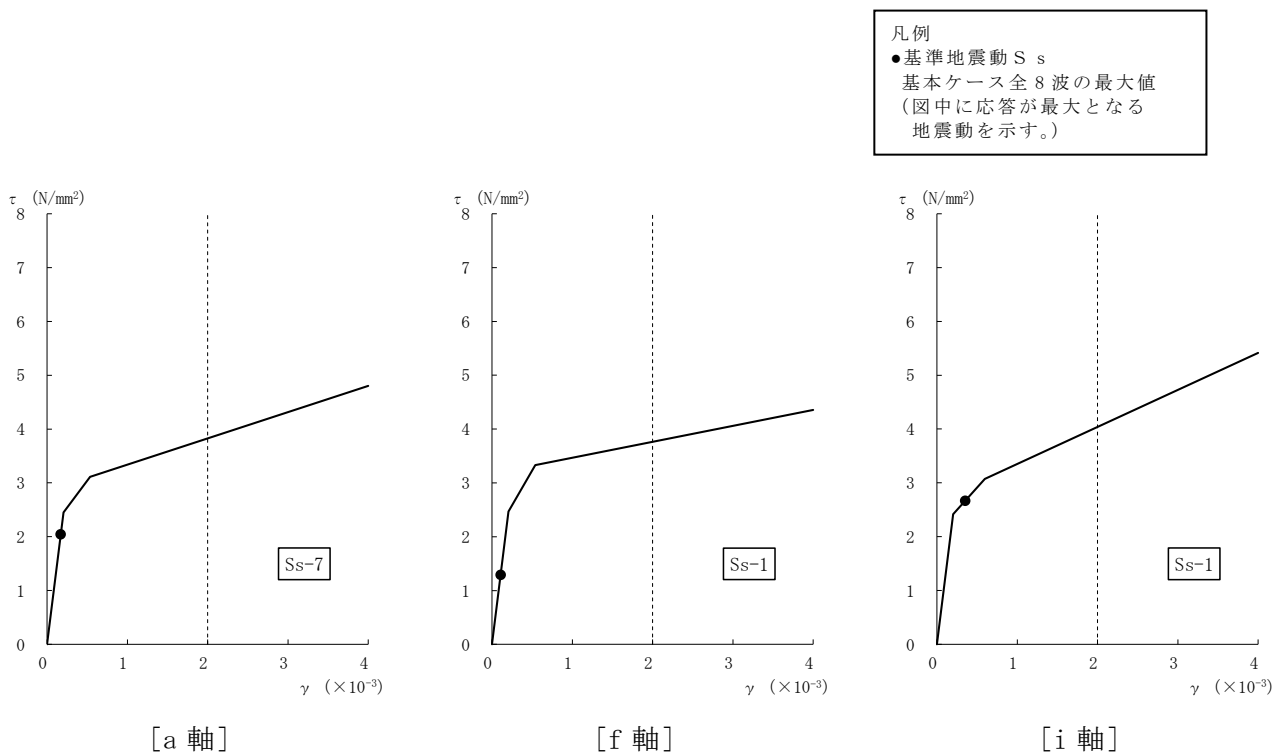 凡例
●基準地震動Ｓｓ
基本ケース全８波の最大値
（図中に応答が最大となる
地震動を示す。）
τ (N/mm²)
8
7
6
5
4
3
2
1
0
0 1 2 3 4
γ (×10⁻³)
Ss-7
[a 軸]
τ (N/mm²)
8
7
6
5
4
3
2
1
0
0 1 2 3 4
γ (×10⁻³)
Ss-1
[f 軸]
τ (N/mm²)
8
7
6
5
4
3
2
1
0
0 1 2 3 4
γ (×10⁻³)
Ss-1
[i 軸]